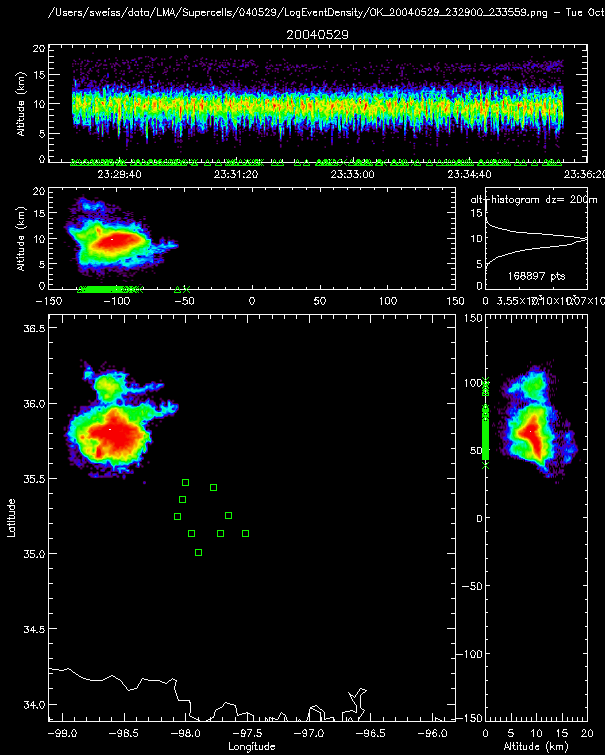 /Users/sweiss/data/LMA/Supercells/040529/LogEventDensity/OK_20040529_232900_233559.png – Tue Oct
20040529
Altitude (km)
20
15
10
5
0
23:29:40 23:31:20 23:33:00 23:34:40 23:36:20
Altitude (km)
20
15
10
5
0
−150 −100 −50 0 50 100 150
alt-histogram dz= 200m
20
15
10
5
0
168897 pts
0
Latitude
36.5
36.0
35.5
35.0
34.5
34.0
−99.0 −98.5 −98.0 −97.5 −97.0 −96.5 −96.0
Longitude
150
100
50
0
−50
−100
−150
0 5 10 15 20
Altitude (km)